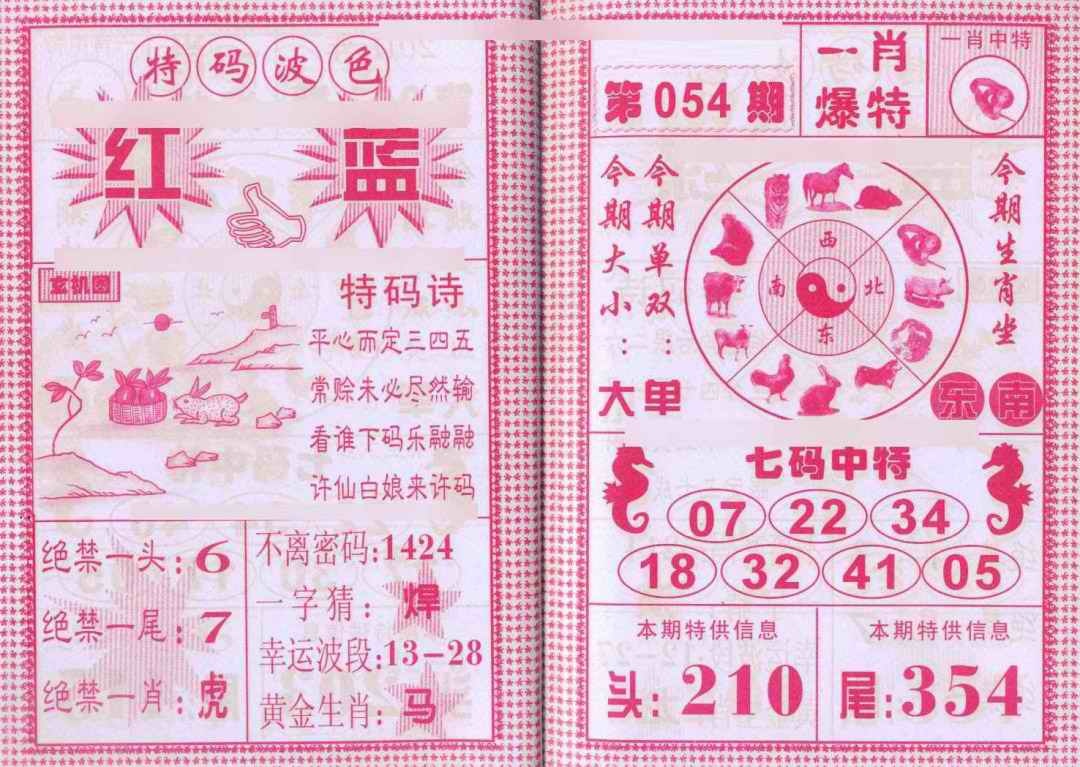 特码波色
红 蓝
玄机图
特码诗
平心而定三四五
常赊未必尽然输
看谁下码乐融融
许仙白娘来许码
绝禁一头:6
绝禁一尾:7
绝禁一肖:虎
不离密码:1424
一字猜:焊
幸运波段:13-28
黄金生肖:马
第054期
一肖
爆特
一肖中特
今期大小:大
今期单双:单
西
南 北
东
今期生肖坐
东南
七码中特
07 22 34
18 32 41 05
本期特供信息
头:210
本期特供信息
尾:354